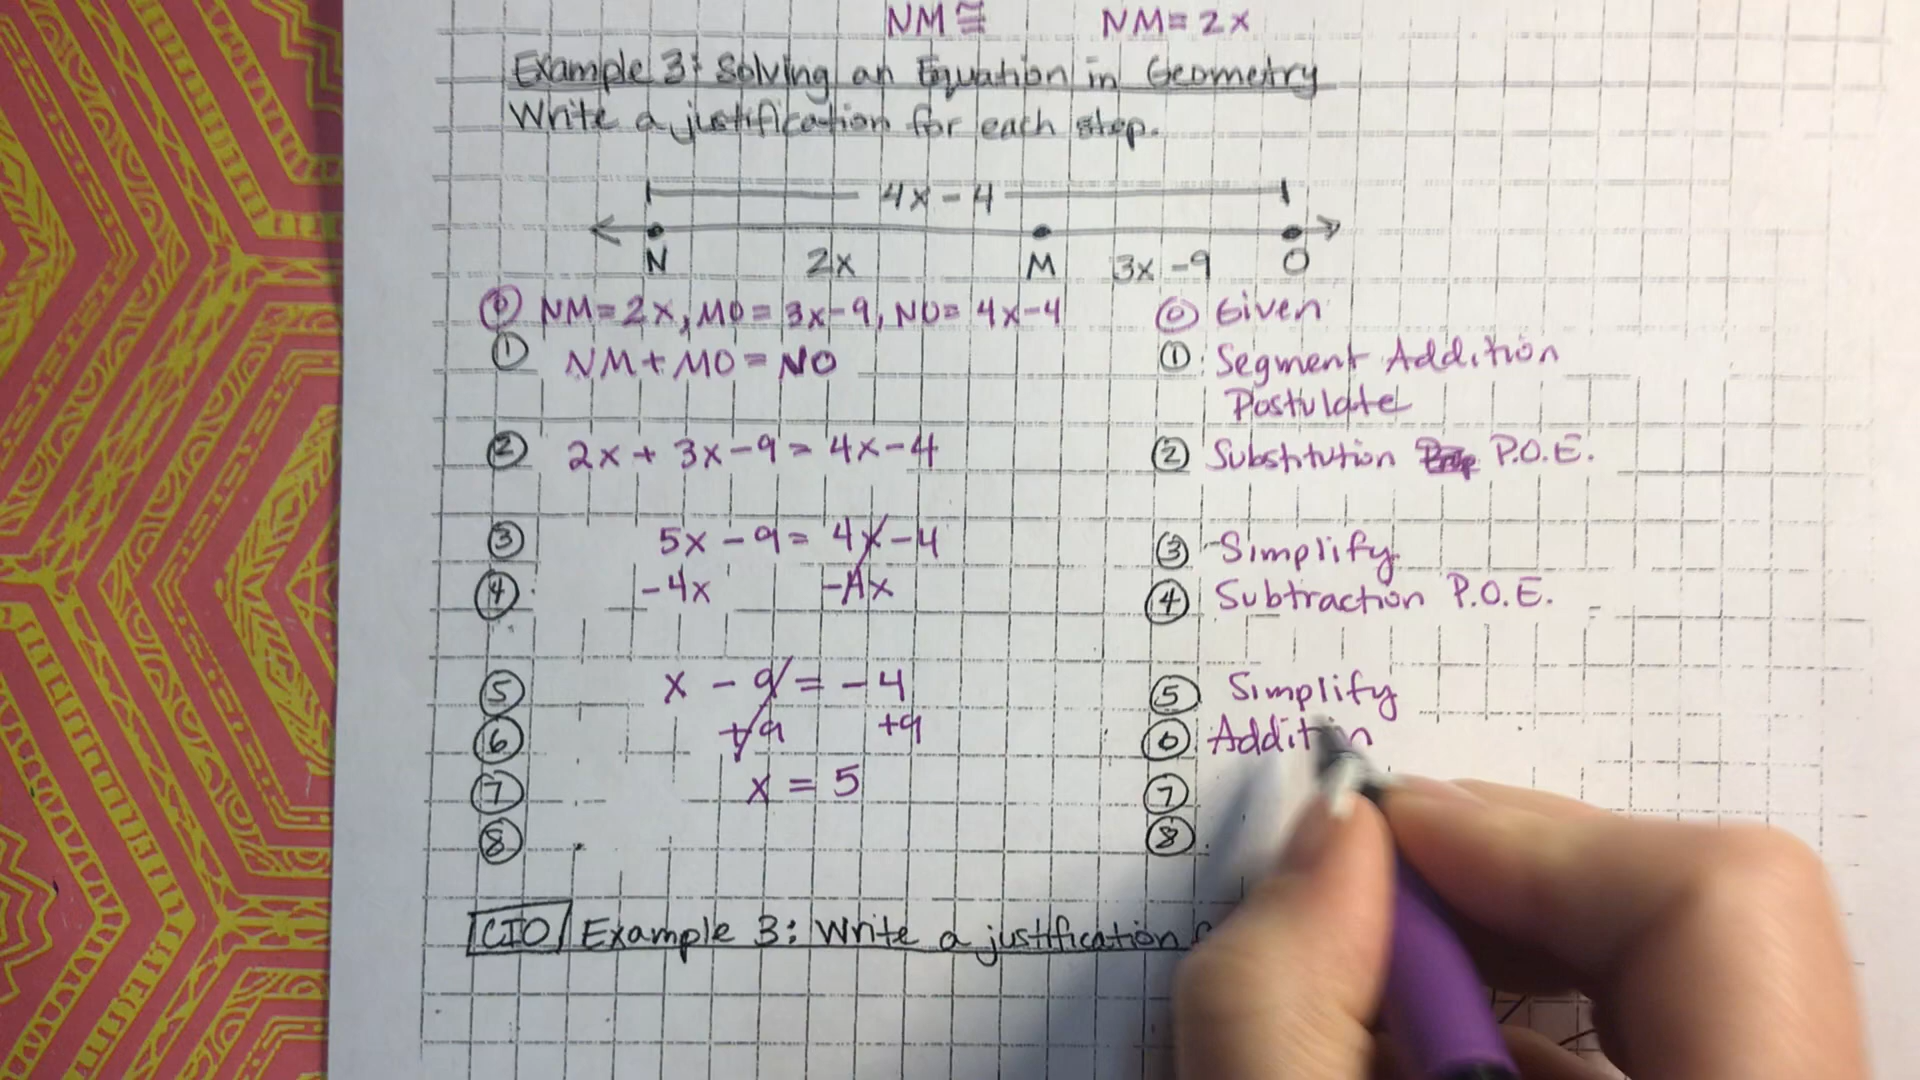 NM ≅ NM = 2x
Example 3: Solving an Equation in Geometry
Write a justification for each step.
4x - 4
N 2x M 3x - 9 O
⓪ NM = 2x, MO = 3x - 9, NO = 4x - 4 ⓪ Given
① NM + MO = NO ① Segment Addition
Postulate
② 2x + 3x - 9 = 4x - 4 ② Substitution P.O.E.
③ 5x - 9 = 4x - 4 ③ Simplify
④ -4x -4x ④ Subtraction P.O.E.
⑤ x - 9 = -4 ⑤ Simplify
⑥ +9 +9 ⑥ Addition
⑦ x = 5 ⑦
⑧ ⑧
CIO Example 3: Write a justification